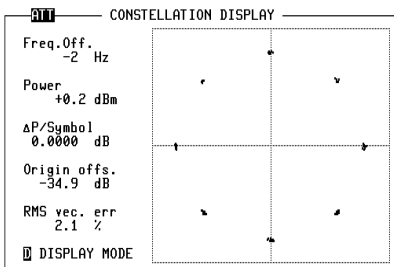 ATT CONSTELLATION DISPLAY
Freq.Off.
-2 Hz
Power
+0.2 dBm
ΔP/Symbol
0.0000 dB
Origin offs.
-34.9 dB
RMS vec. err
2.1 %
D DISPLAY MODE